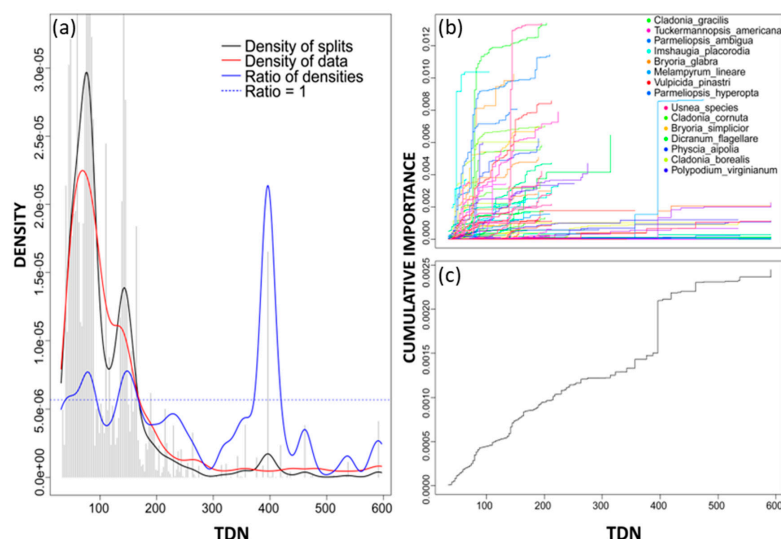 (a)
Density of splits
Density of data
Ratio of densities
Ratio = 1
DENSITY
3.0e-05
2.5e-05
2.0e-05
1.5e-05
1.0e-05
5.0e-06
0.0e+00
100 200 300 400 500 600
TDN
(b)
Cladonia_gracilis
Tuckermannopsis_americana
Parmeliopsis_ambigua
Imshaugia_placorodia
Bryoria_glabra
Melampyrum_lineare
Vulpicida_pinastri
Parmeliopsis_hyperopta
Usnea_species
Cladonia_cornuta
Bryoria_simplicior
Dicranum_flagellare
Physcia_aipolia
Cladonia_borealis
Polypodium_virginianum
0.012
0.010
0.008
0.006
0.004
0.002
0.000
CUMULATIVE IMPORTANCE
(c)
0.0025
0.0020
0.0015
0.0010
0.0005
0.0000
100 200 300 400 500 600
TDN